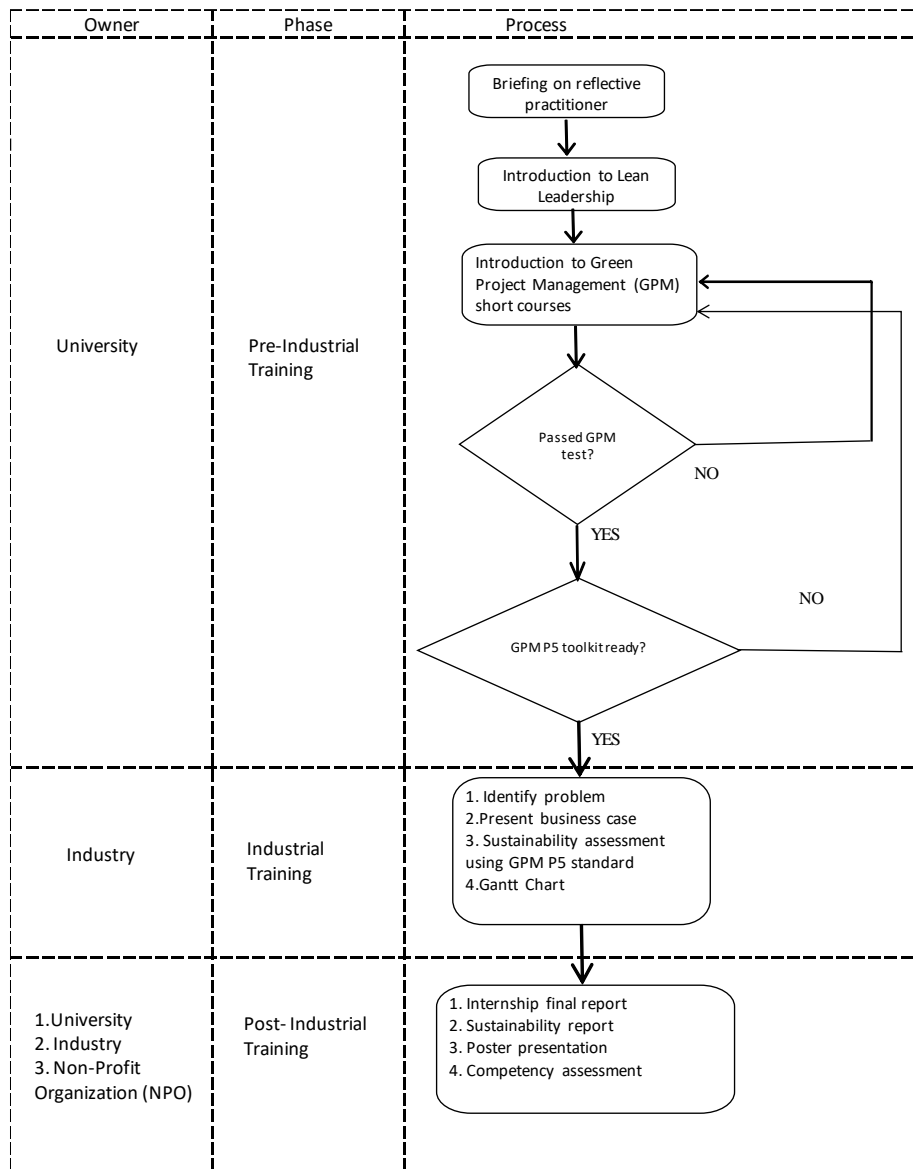 Owner
Phase
Process
Briefing on reflective
practitioner
Introduction to Lean
Leadership
Introduction to Green
Project Management (GPM)
short courses
University
Pre-Industrial
Training
Passed GPM
test?
NO
YES
NO
GPM P5 toolkit ready?
YES
Industry
Industrial
Training
1. Identify problem
2.Present business case
3. Sustainability assessment
using GPM P5 standard
4.Gantt Chart
1.University
2. Industry
3. Non-Profit
Organization (NPO)
Post- Industrial
Training
1. Internship final report
2. Sustainability report
3. Poster presentation
4. Competency assessment